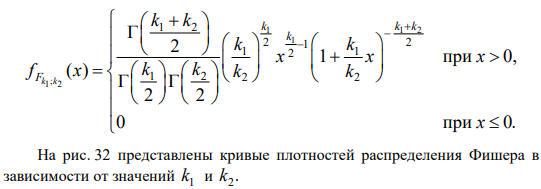 f_{F_{k_1;k_2}}(x) = { Γ((k_1 + k_2)/2) / (Γ(k_1/2) Γ(k_2/2)) (k_1/k_2)^{k_1/2} x^{k_1/2 − 1} (1 + (k_1/k_2) x)^{−(k_1+k_2)/2} при x > 0,
0 при x ≤ 0.
На рис. 32 представлены кривые плотностей распределения Фишера в
зависимости от значений k_1 и k_2.